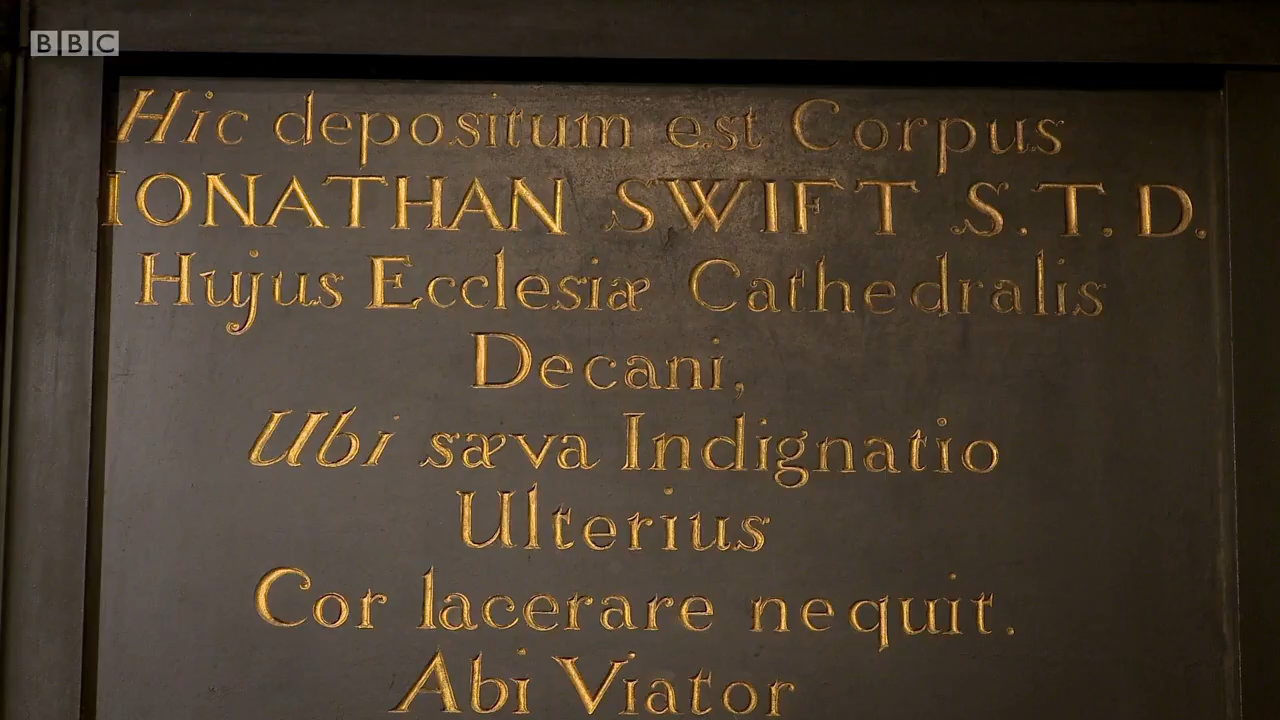 BBC
Hic depositum est Corpus
IONATHAN SWIFT S.T.D.
Hujus Ecclesiæ Cathedralis
Decani,
Ubi sæva Indignatio
Ulterius
Cor lacerare nequit.
Abi Viator